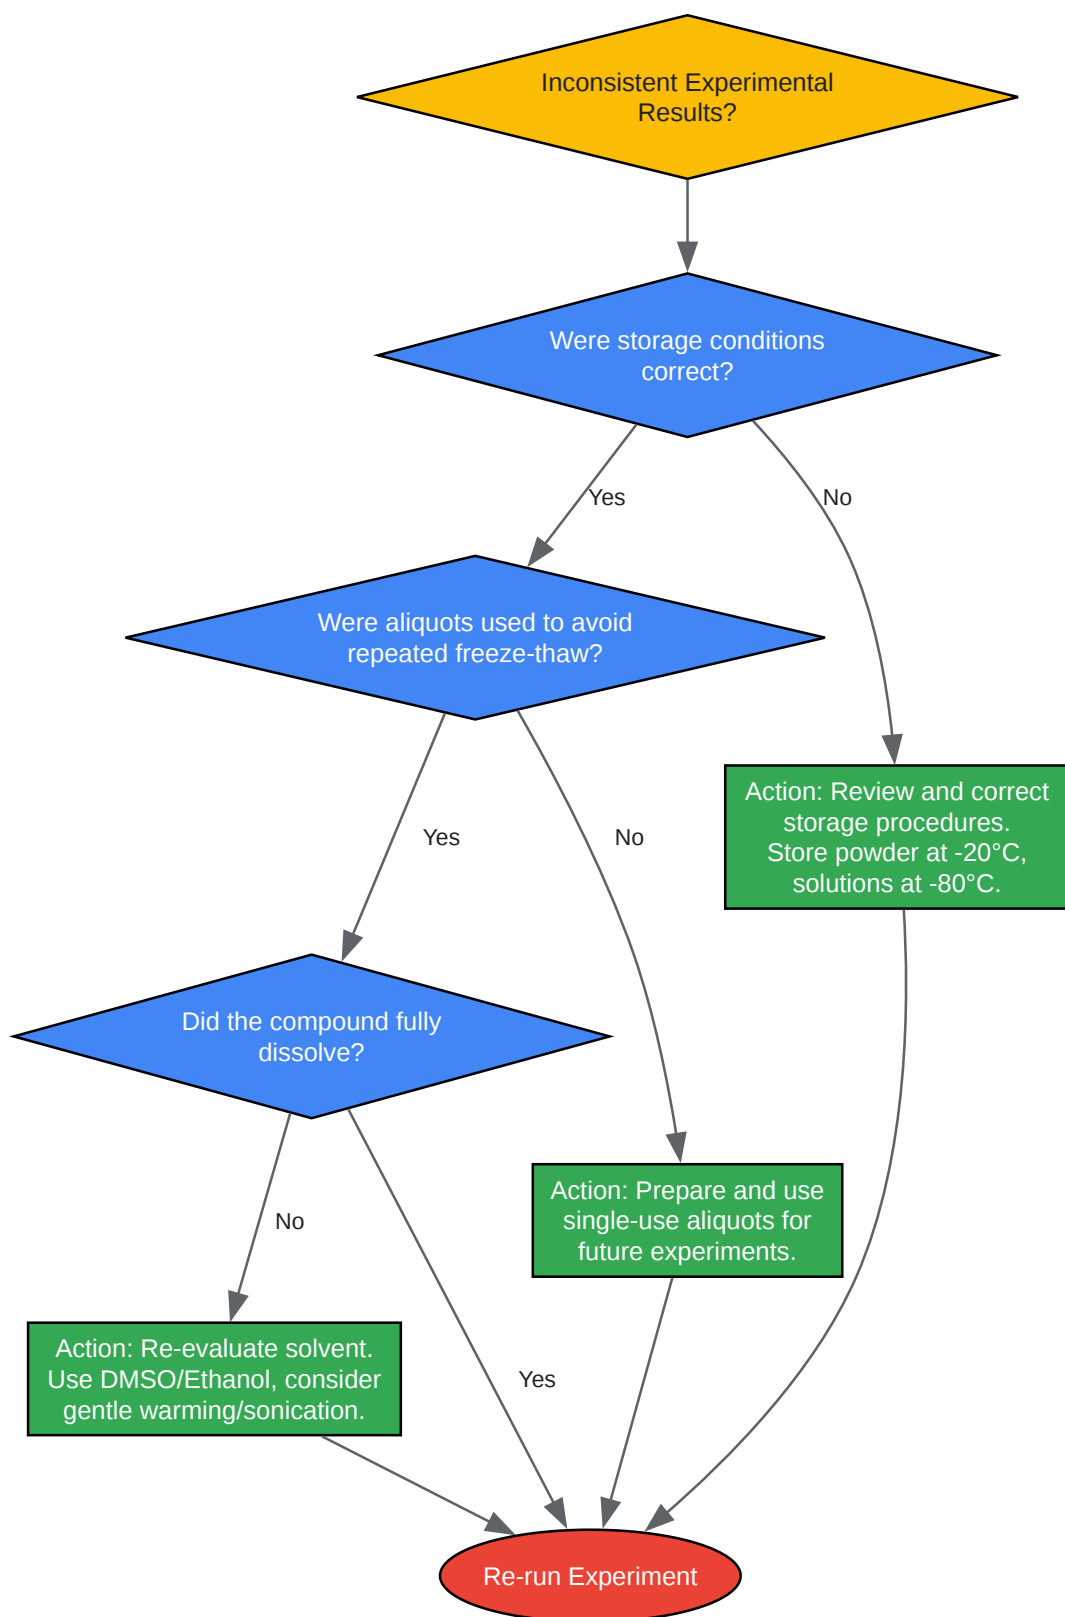 Inconsistent Experimental
Results?
Were storage conditions
correct?
Yes
No
Were aliquots used to avoid
repeated freeze-thaw?
Action: Review and correct
storage procedures.
Store powder at -20°C,
solutions at -80°C.
Yes
No
Did the compound fully
dissolve?
Action: Prepare and use
single-use aliquots for
future experiments.
No
Action: Re-evaluate solvent.
Use DMSO/Ethanol, consider
gentle warming/sonication.
Yes
Re-run Experiment